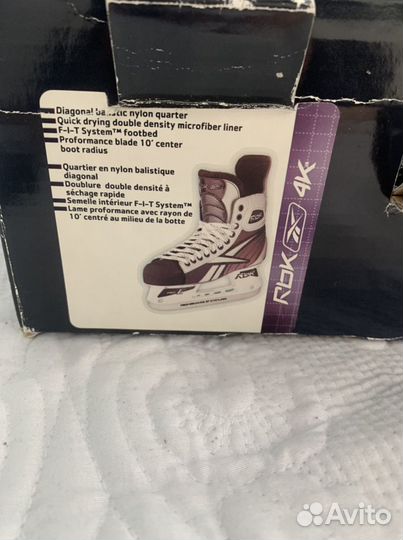 Diagonal ballistic nylon quarter
Quick drying double density microfiber liner
F-I-T System™ footbed
Proformance blade 10' center
boot radius
Quartier en nylon balistique
diagonal
Doublure double densité à
séchage rapide
Semelle intérieur F-I-T System™
Lame proformance avec rayon de
10' centré au milieu de la botte
RbK 4K
Avito